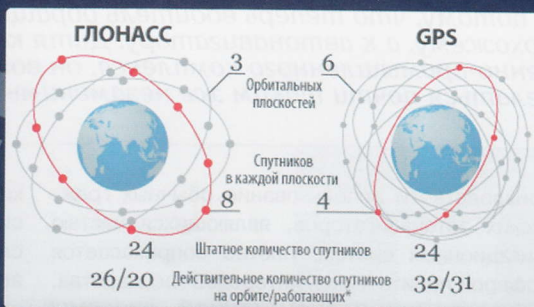 ГЛОНАСС GPS
3 Орбитальных плоскостей 6
Спутников
в каждой плоскости
8 4
24 Штатное количество спутников 24
26/20 Действительное количество спутников 32/31
на орбите/работающих*